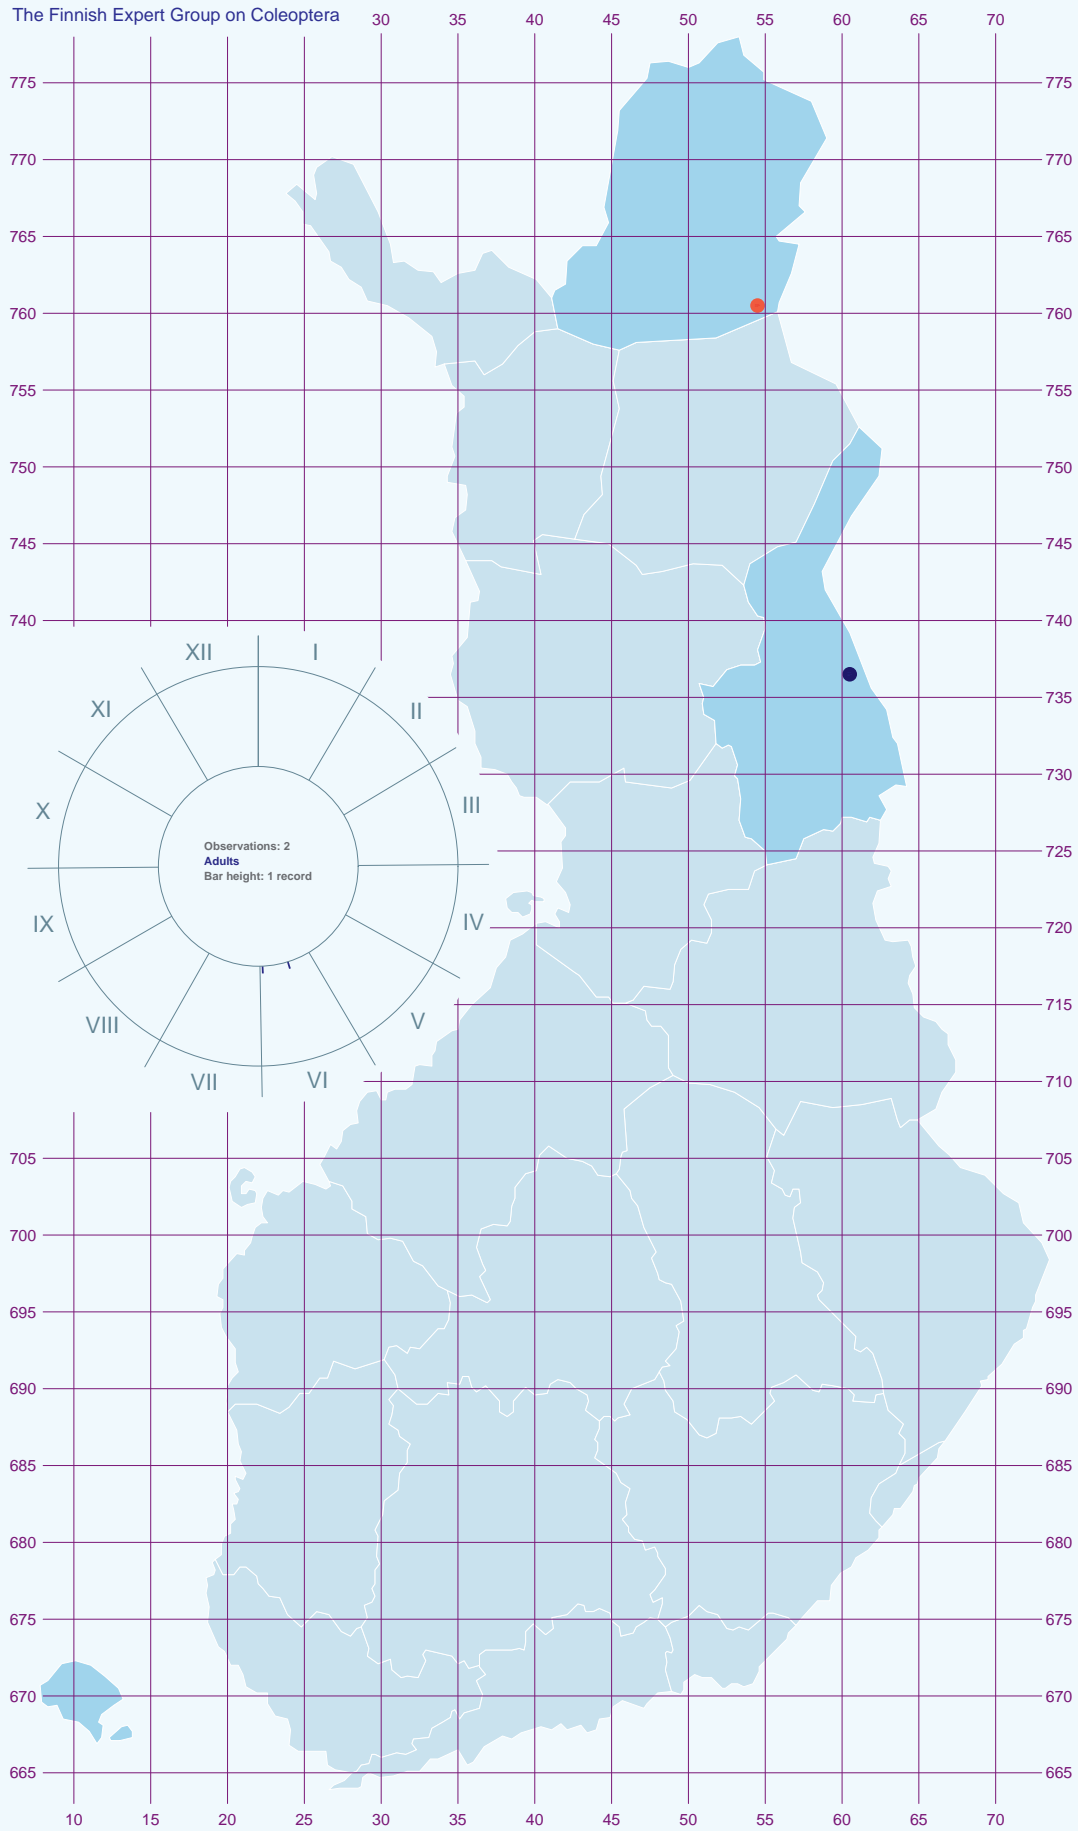 The Finnish Expert Group on Coleoptera
30 35 40 45 50 55 60 65 70
775 775
770 770
765 765
760 760
755 755
750 750
745 745
740 740
XII I
XI II
735
730
X III
725
Observations: 2
Adults
Bar height: 1 record
IX IV
720
715
VIII V
VII VI
710
705 705
700 700
695 695
690 690
685 685
680 680
675 675
670 670
665 665
10 15 20 25 30 35 40 45 50 55 60 65 70